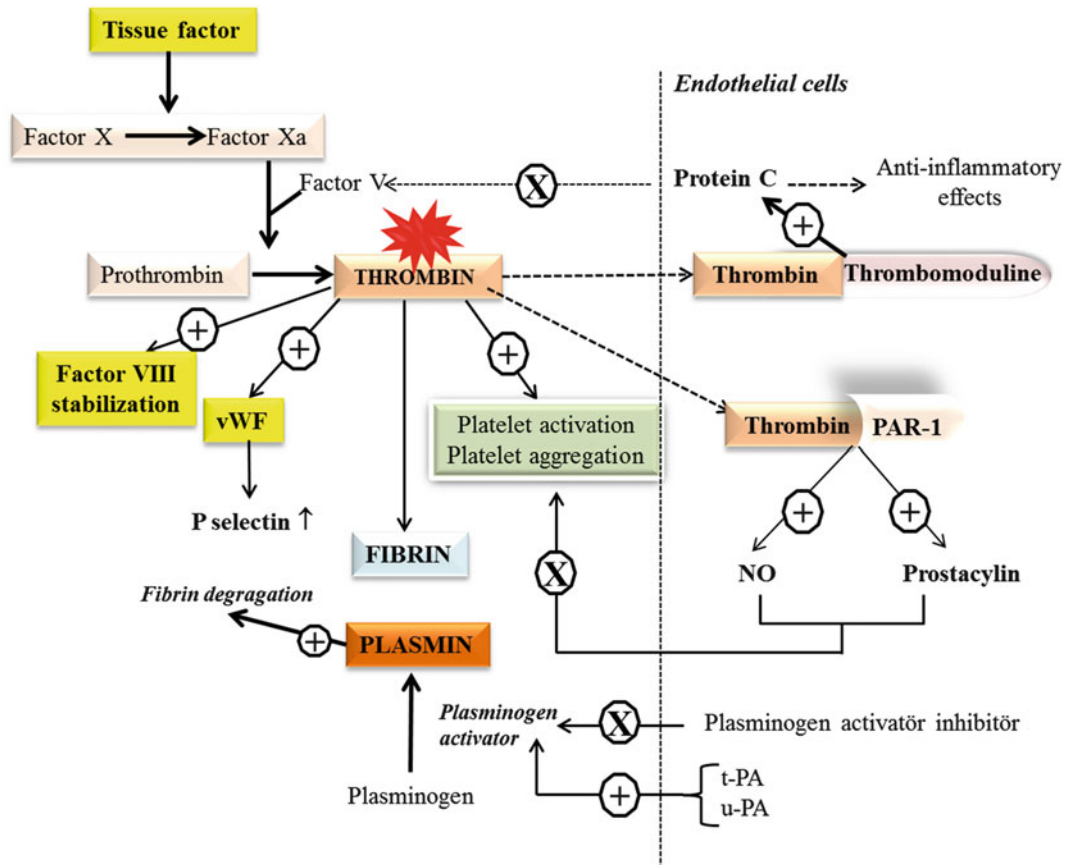 Tissue factor
Endothelial cells
Factor X
Factor Xa
Factor V
X
Protein C
Anti-inflammatory
effects
+
Prothrombin
THROMBIN
Thrombin
Thrombomoduline
+
+
+
Factor VIII
stabilization
vWF
Platelet activation
Platelet aggregation
Thrombin
PAR-1
+
+
P selectin ↑
FIBRIN
X
NO
Prostacylin
Fibrin degragation
+
PLASMIN
Plasminogen
activator
X
Plasminogen activatör inhibitör
Plasminogen
+
t-PA
u-PA